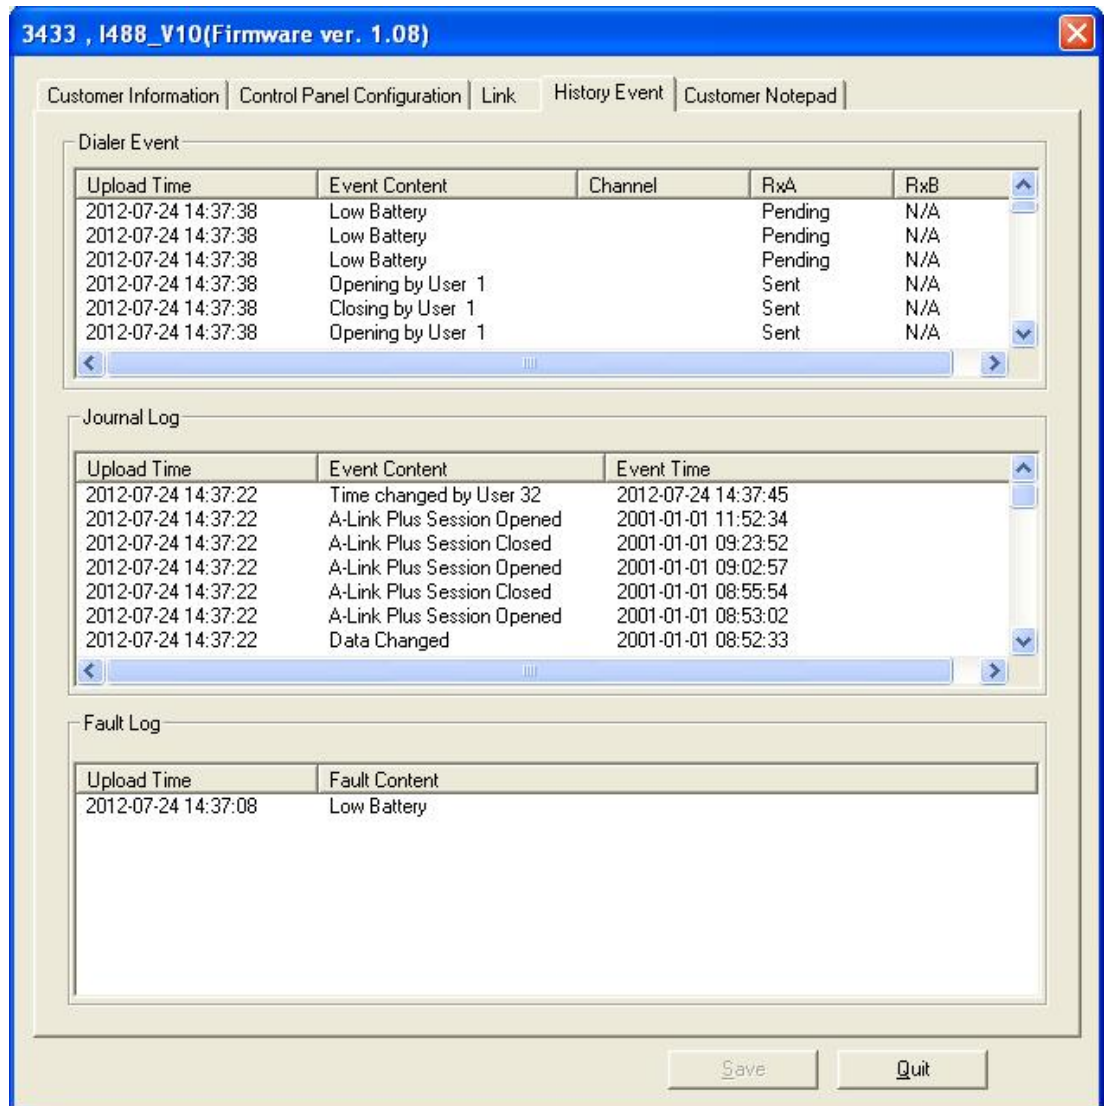 3433 , I488_V10(Firmware ver. 1.08)
Customer Information Control Panel Configuration Link History Event Customer Notepad
Dialer Event
Upload Time Event Content Channel RxA RxB
2012-07-24 14:37:38 Low Battery Pending N/A
2012-07-24 14:37:38 Low Battery Pending N/A
2012-07-24 14:37:38 Low Battery Pending N/A
2012-07-24 14:37:38 Opening by User 1 Sent N/A
2012-07-24 14:37:38 Closing by User 1 Sent N/A
2012-07-24 14:37:38 Opening by User 1 Sent N/A
Journal Log
Upload Time Event Content Event Time
2012-07-24 14:37:22 Time changed by User 32 2012-07-24 14:37:45
2012-07-24 14:37:22 A-Link Plus Session Opened 2001-01-01 11:52:34
2012-07-24 14:37:22 A-Link Plus Session Closed 2001-01-01 09:23:52
2012-07-24 14:37:22 A-Link Plus Session Opened 2001-01-01 09:02:57
2012-07-24 14:37:22 A-Link Plus Session Closed 2001-01-01 08:55:54
2012-07-24 14:37:22 A-Link Plus Session Opened 2001-01-01 08:53:02
2012-07-24 14:37:22 Data Changed 2001-01-01 08:52:33
Fault Log
Upload Time Fault Content
2012-07-24 14:37:08 Low Battery
Save Quit